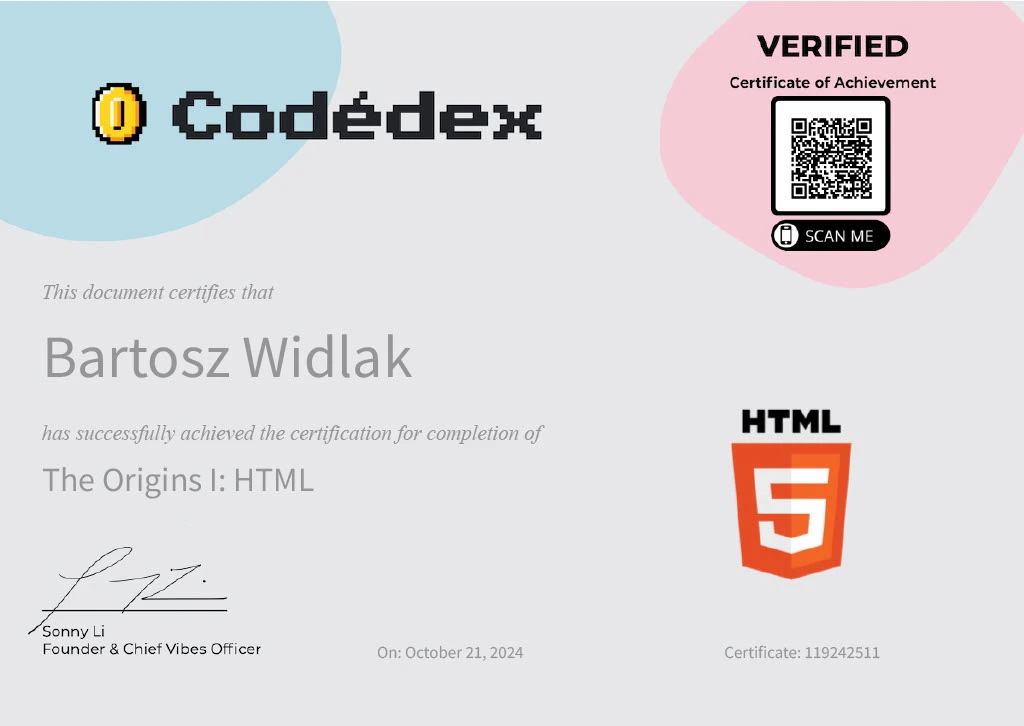 Codédex
VERIFIED
Certificate of Achievement
SCAN ME
This document certifies that
Bartosz Widlak
has successfully achieved the certification for completion of
The Origins I: HTML
HTML
5
Sonny Li
Founder & Chief Vibes Officer
On: October 21, 2024
Certificate: 119242511